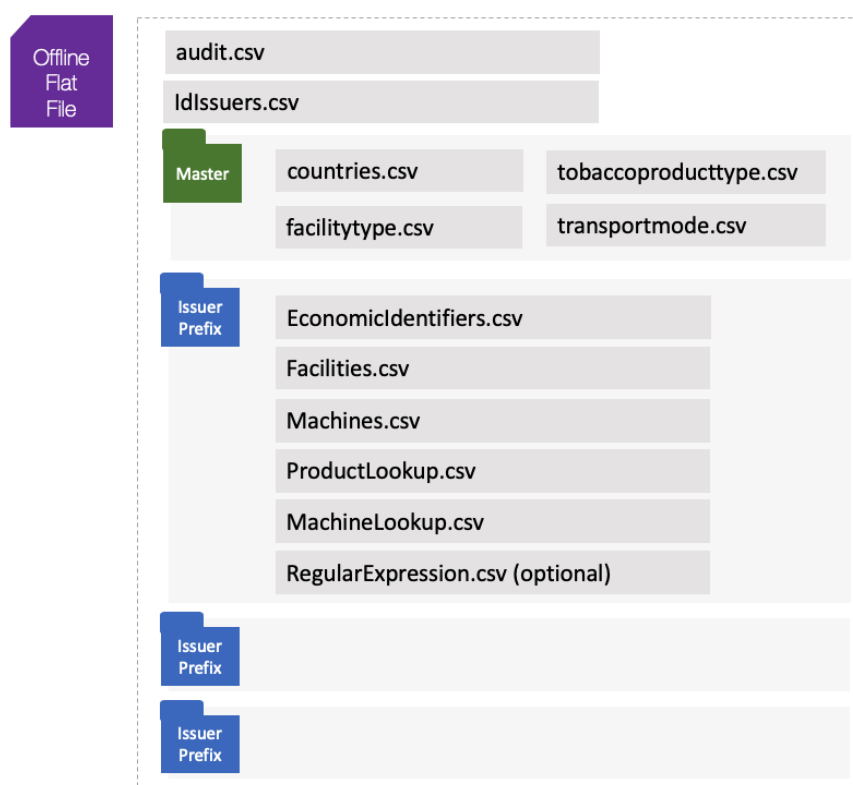 Offline
Flat
File
audit.csv
IdIssuers.csv
Master
countries.csv
tobaccoproducttype.csv
facilitytype.csv
transportmode.csv
Issuer
Prefix
EconomicIdentifiers.csv
Facilities.csv
Machines.csv
ProductLookup.csv
MachineLookup.csv
RegularExpression.csv (optional)
Issuer
Prefix
Issuer
Prefix